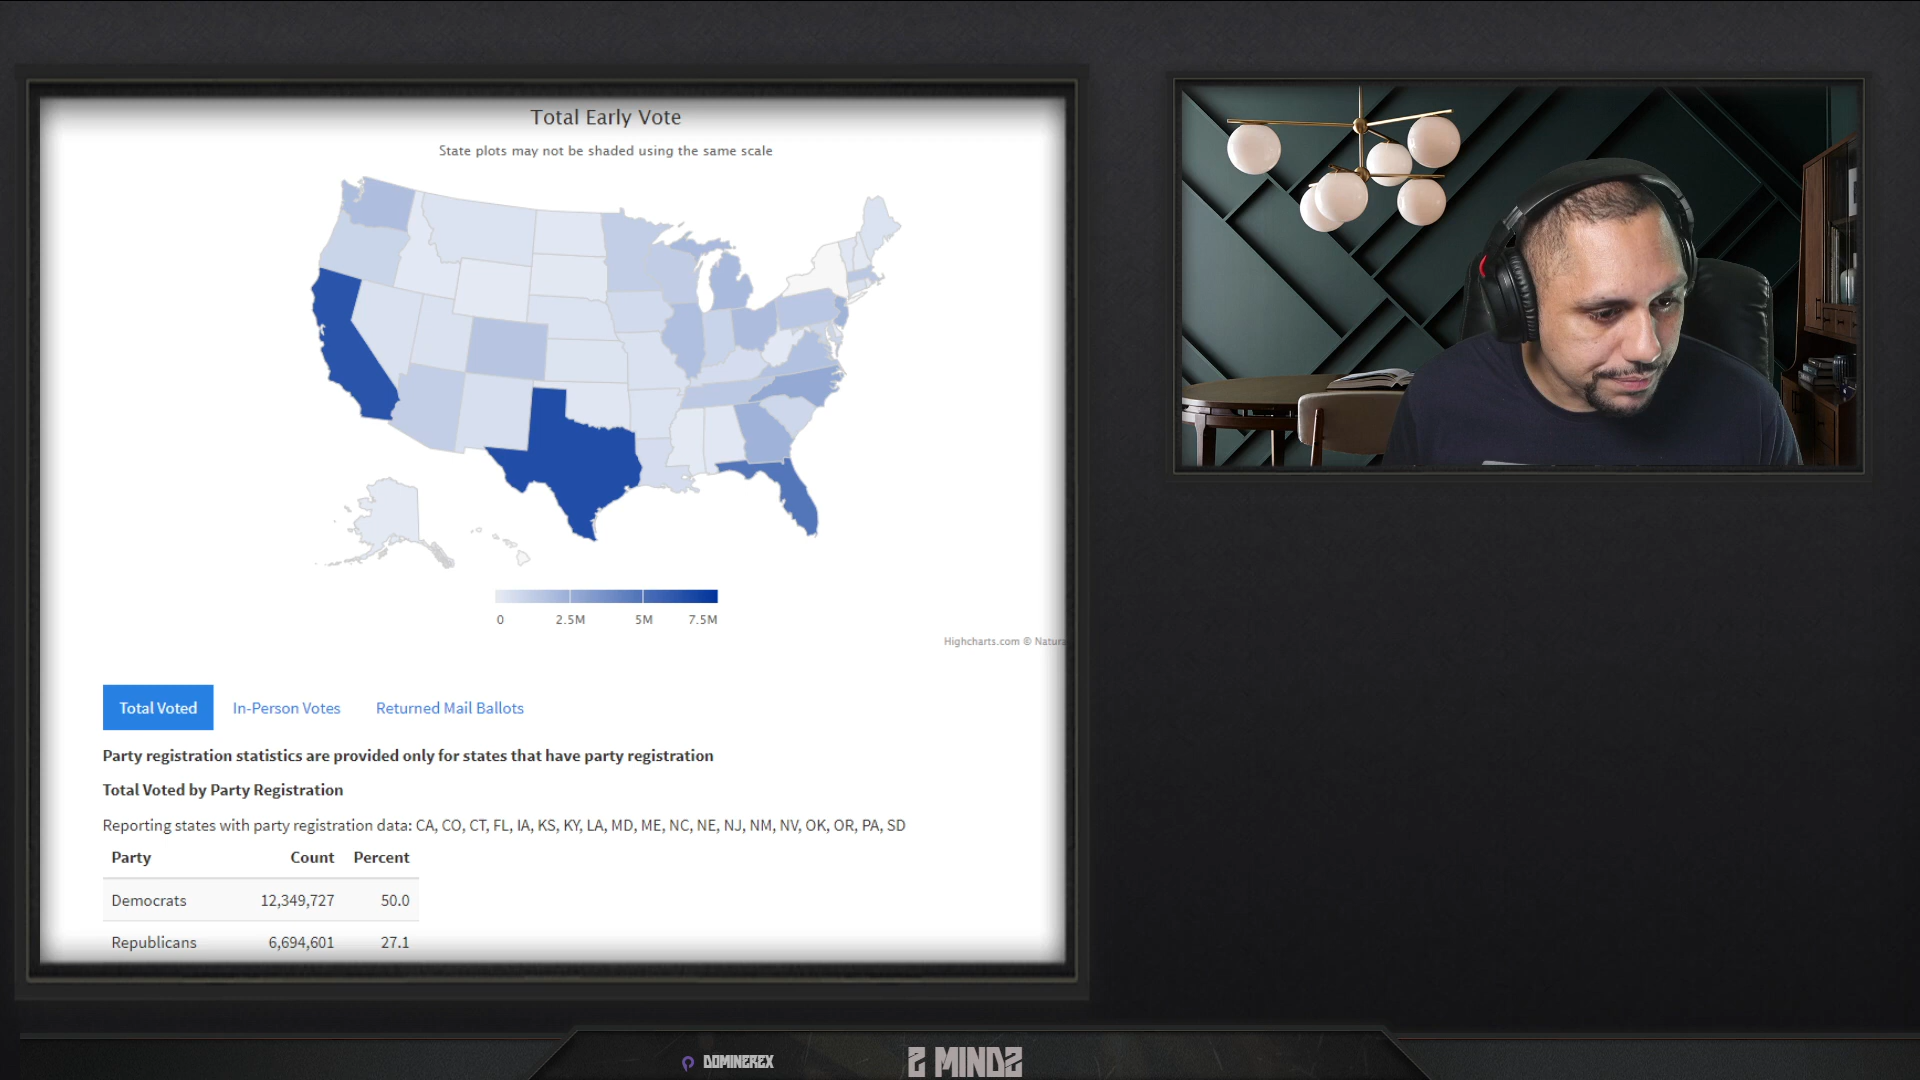 Total Early Vote
State plots may not be shaded using the same scale
0 2.5M 5M 7.5M
Highcharts.com © Natura
Total Voted In-Person Votes Returned Mail Ballots
Party registration statistics are provided only for states that have party registration
Total Voted by Party Registration
Reporting states with party registration data: CA, CO, CT, FL, IA, KS, KY, LA, MD, ME, NC, NE, NJ, NM, NV, OK, OR, PA, SD
Party Count Percent
Democrats 12,349,727 50.0
Republicans 6,694,601 27.1
DOMINEREX
2 MINDZ